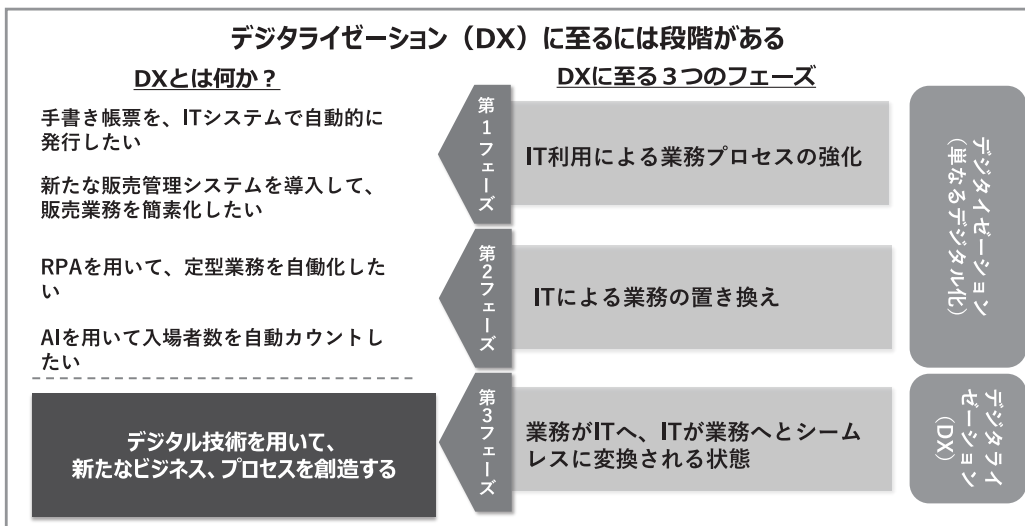 デジタライゼーション（DX）に至るには段階がある
DXとは何か？
手書き帳票を、ITシステムで自動的に
発行したい
新たな販売管理システムを導入して、
販売業務を簡素化したい
RPAを用いて、定型業務を自働化した
い
AIを用いて入場者数を自動カウントし
たい
デジタル技術を用いて、
新たなビジネス、プロセスを創造する
DXに至る３つのフェーズ
第1フェーズ
IT利用による業務プロセスの強化
第2フェーズ
ITによる業務の置き換え
第3フェーズ
業務がITへ、ITが業務へとシーム
レスに変換される状態
デジタイゼーション
（単なるデジタル化）
デジタライ
ゼーション
（DX）